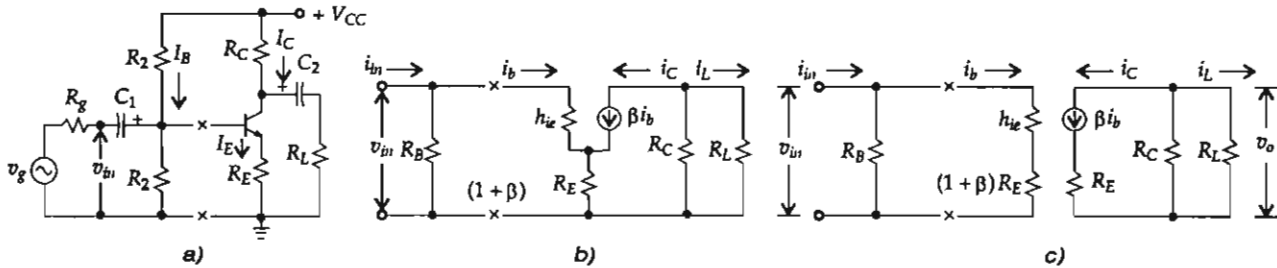 + V_CC
R_2
I_B
R_C
I_C
C_2
R_g
C_1
+
+
v_g
v_in
R_2
I_E
R_E
R_L
a)
i_in
i_b
i_C
i_L
h_ie
βi_b
v_in
R_B
R_C
R_L
(1 + β)
R_E
b)
i_in
i_b
i_C
i_L
h_ie
βi_b
v_in
R_B
R_C
R_L
v_o
(1 + β)R_E
R_E
c)